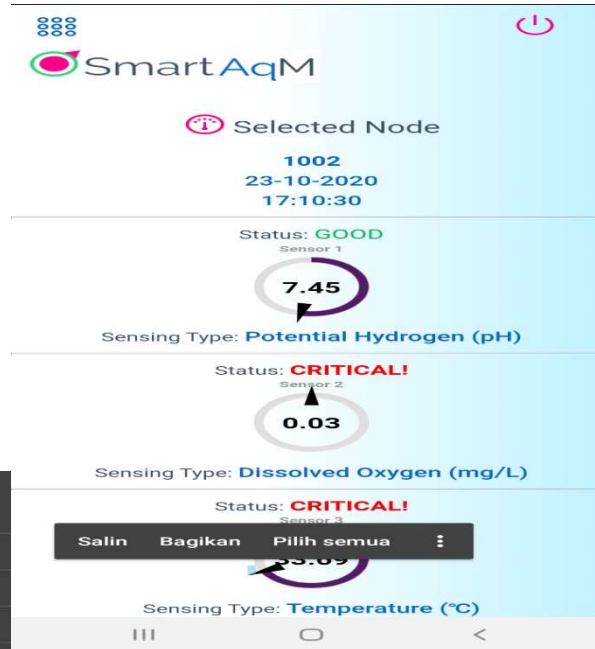 SmartAqM
Selected Node
1002
23-10-2020
17:10:30
Status: GOOD
Sensor 1
7.45
Sensing Type: Potential Hydrogen (pH)
Status: CRITICAL!
Sensor 2
0.03
Sensing Type: Dissolved Oxygen (mg/L)
Status: CRITICAL!
Sensor 3
Salin Bagikan Pilih semua
Sensing Type: Temperature (°C)